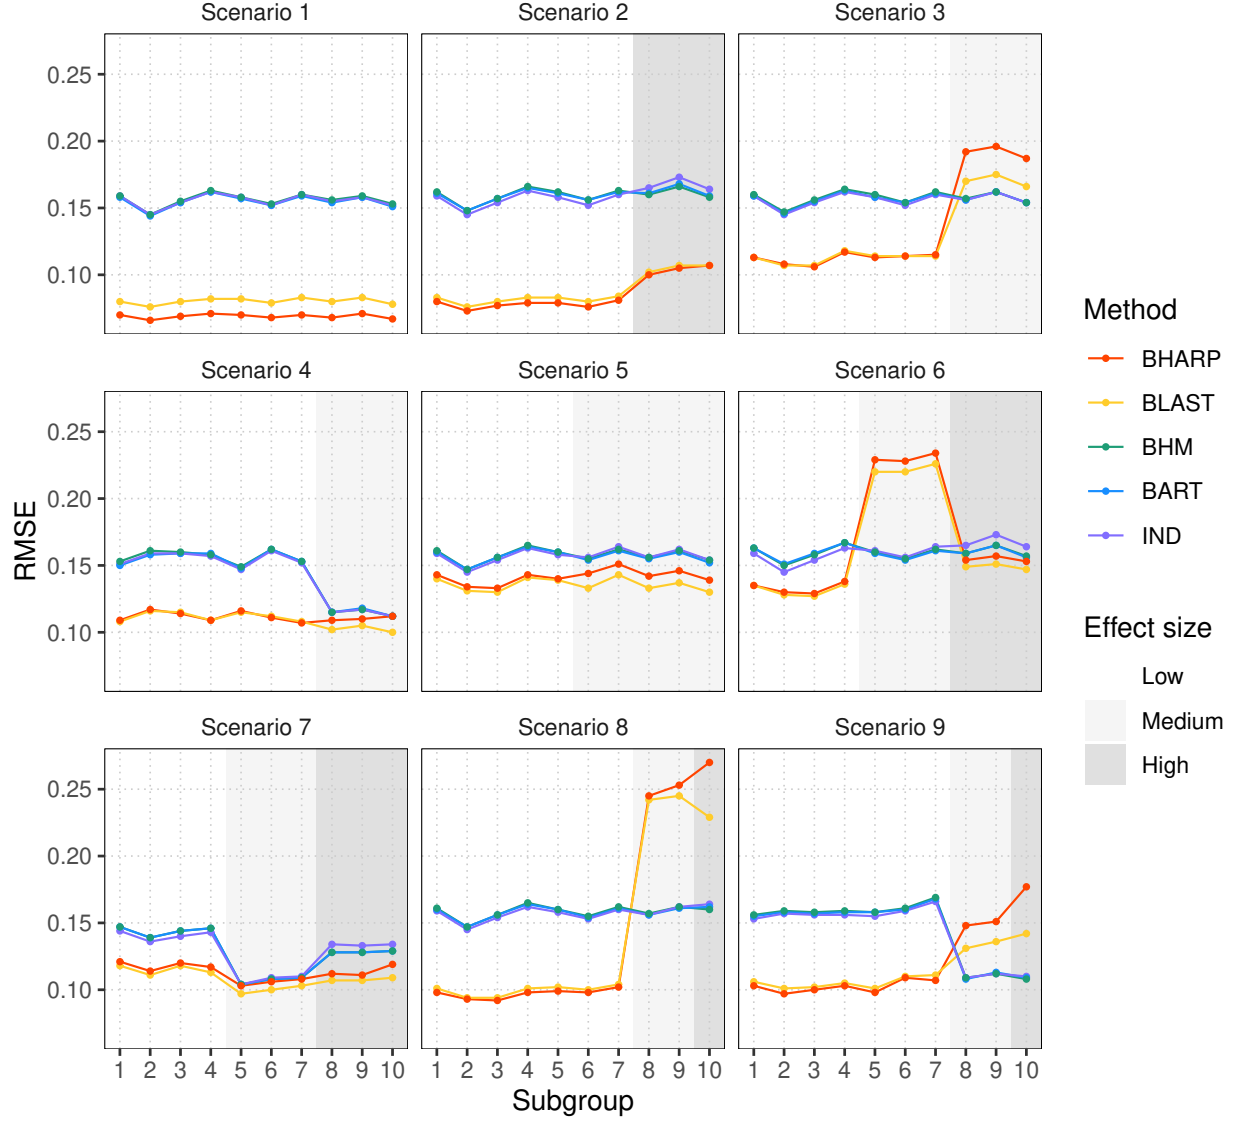 Scenario 1 Scenario 2 Scenario 3
0.25
0.20
0.15
0.10
Scenario 4 Scenario 5 Scenario 6
0.25
0.20
0.15
0.10
Scenario 7 Scenario 8 Scenario 9
0.25
0.20
0.15
0.10
1 2 3 4 5 6 7 8 9 10 1 2 3 4 5 6 7 8 9 10 1 2 3 4 5 6 7 8 9 10
Subgroup
RMSE
Method
BHARP
BLAST
BHM
BART
IND
Effect size
Low
Medium
High